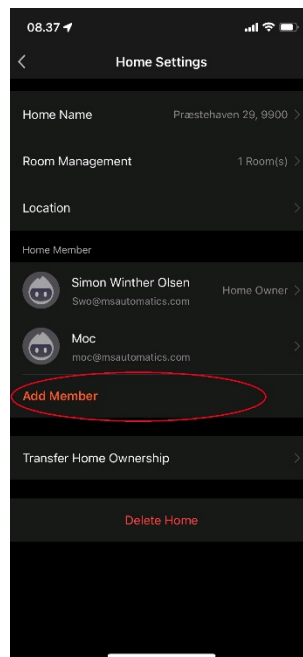 08.37
Home Settings
Home Name Præstehaven 29, 9900
Room Management 1 Room(s)
Location
Home Member
Simon Winther Olsen Home Owner
Swo@msautomatics.com
Moc
moc@msautomatics.com
Add Member
Transfer Home Ownership
Delete Home